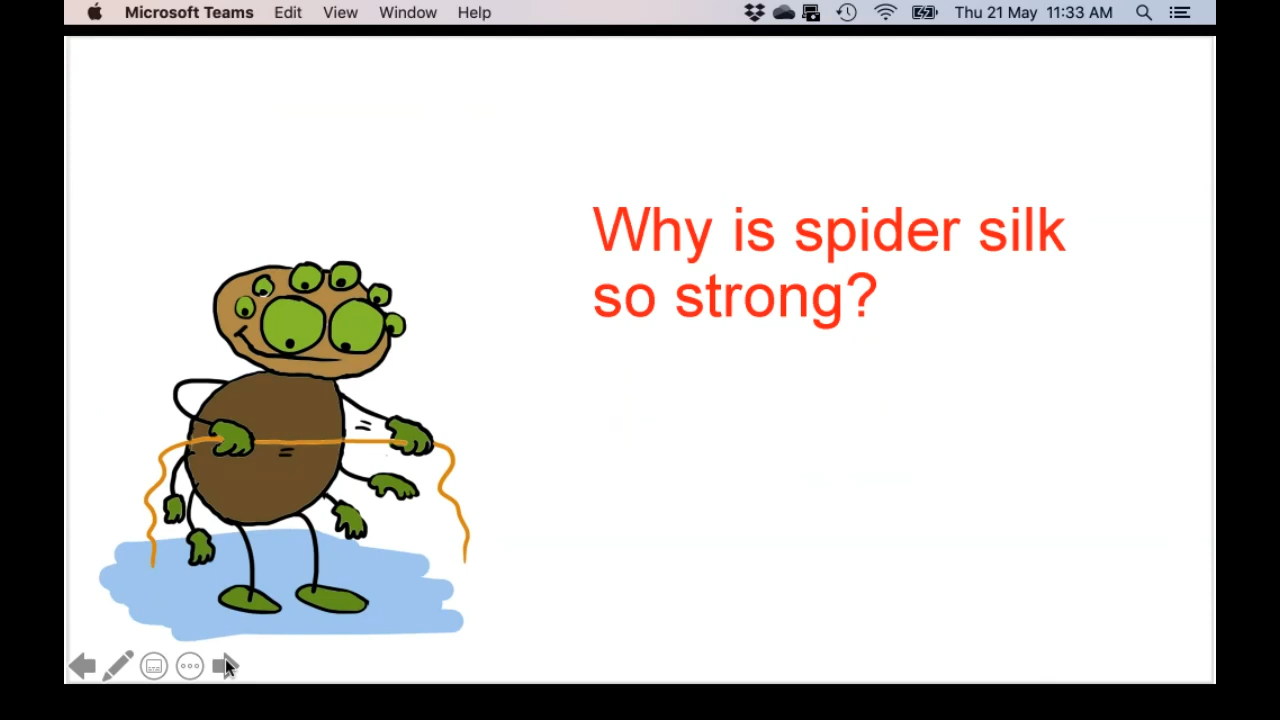 Microsoft Teams Edit View Window Help Thu 21 May 11:33 AM
Why is spider silk
so strong?